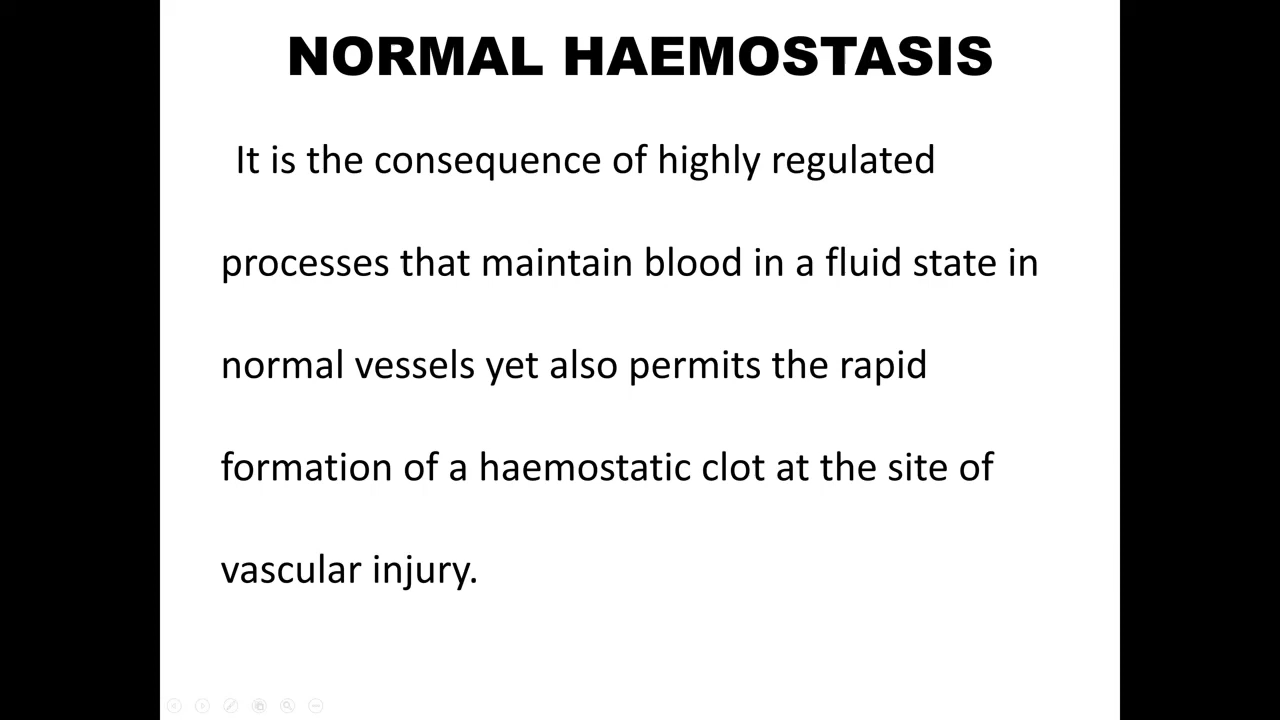 NORMAL HAEMOSTASIS
It is the consequence of highly regulated
processes that maintain blood in a fluid state in
normal vessels yet also permits the rapid
formation of a haemostatic clot at the site of
vascular injury.